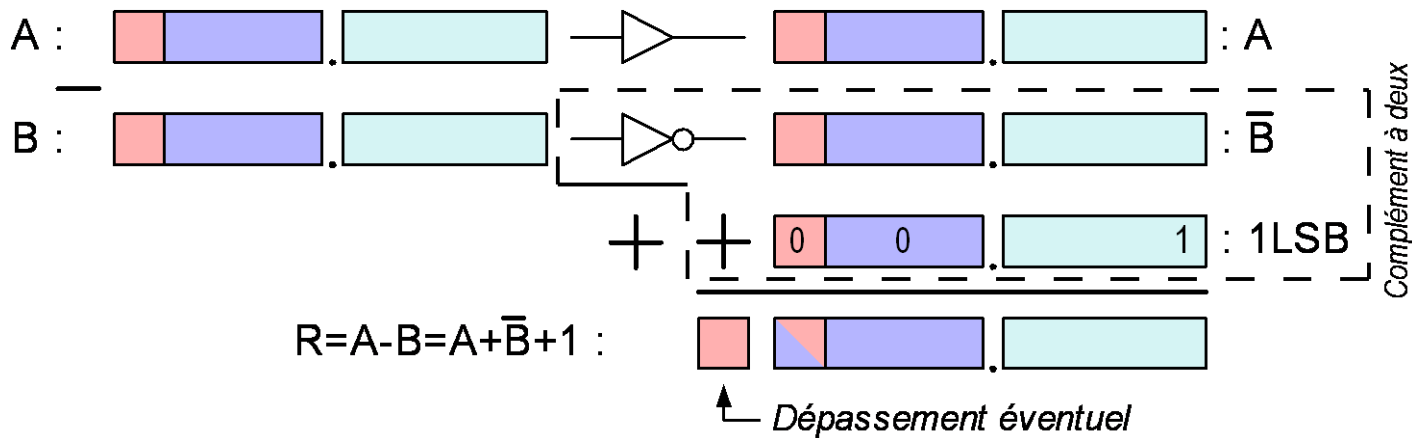 A : . . : A
—
B : . . : B̅
+ + 0 0 . 1 : 1LSB
Complément à deux
R=A-B=A+B̅+1 : .
Dépassement éventuel